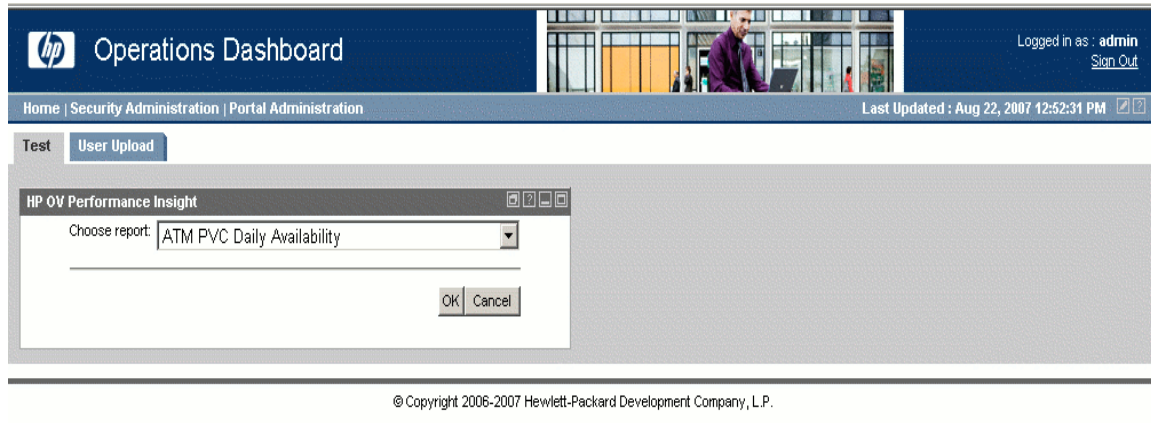 hp Operations Dashboard
Logged in as : admin
Sign Out
Home | Security Administration | Portal Administration
Last Updated : Aug 22, 2007 12:52:31 PM
Test
User Upload
HP OV Performance Insight
Choose report: ATM PVC Daily Availability
OK Cancel
© Copyright 2006-2007 Hewlett-Packard Development Company, L.P.